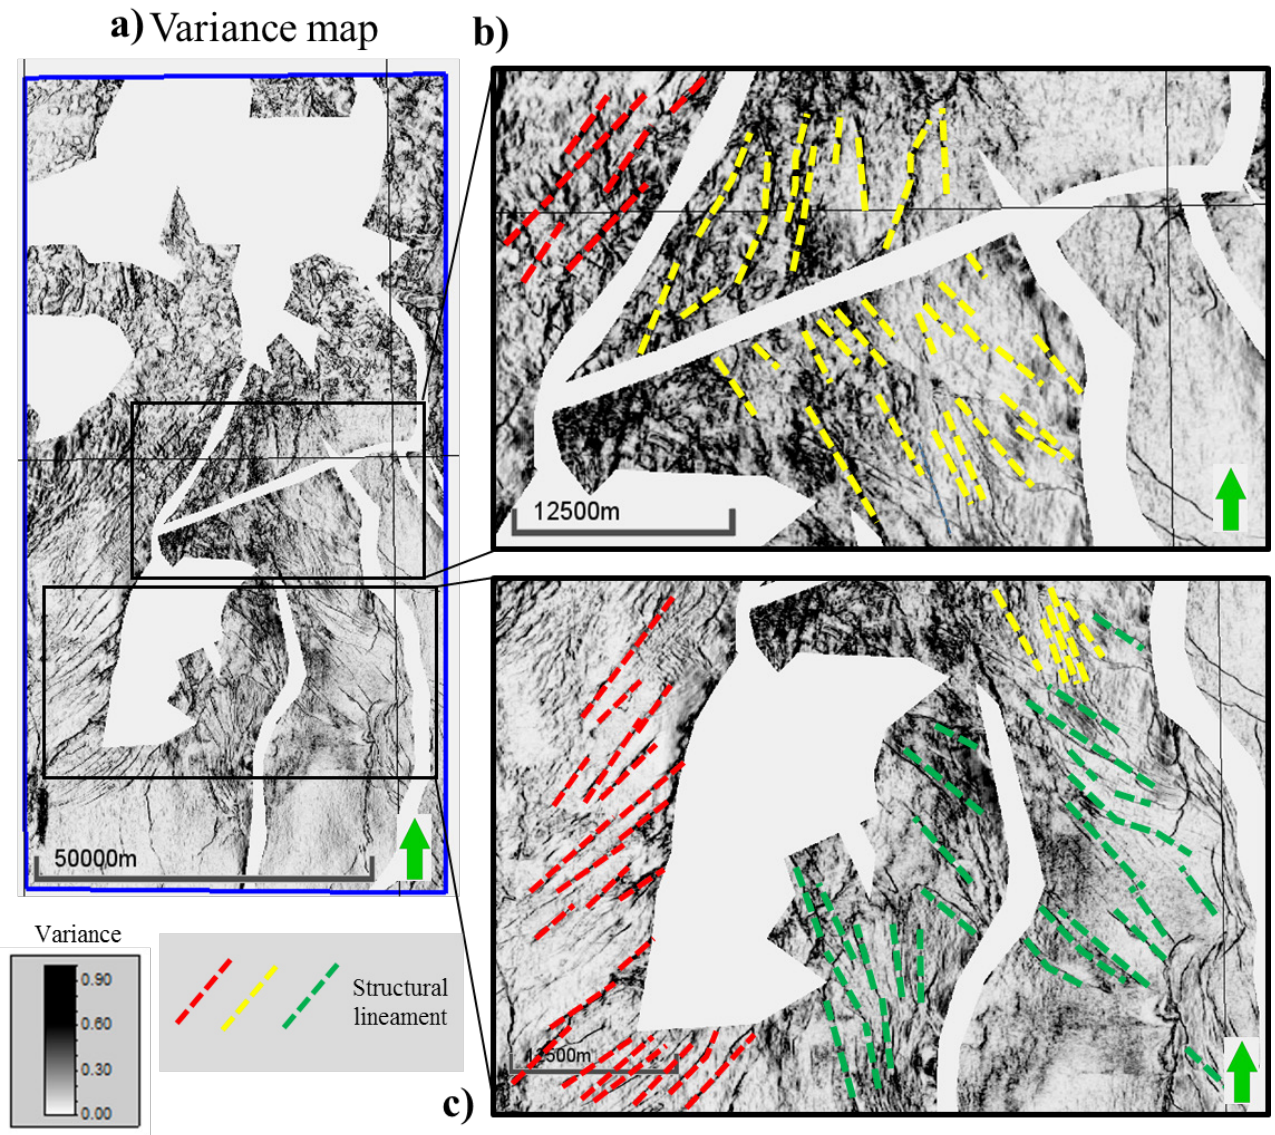 a) Variance map
b)
12500m
50000m
Variance
0.90
0.60
0.30
0.00
Structural
lineament
12500m
c)